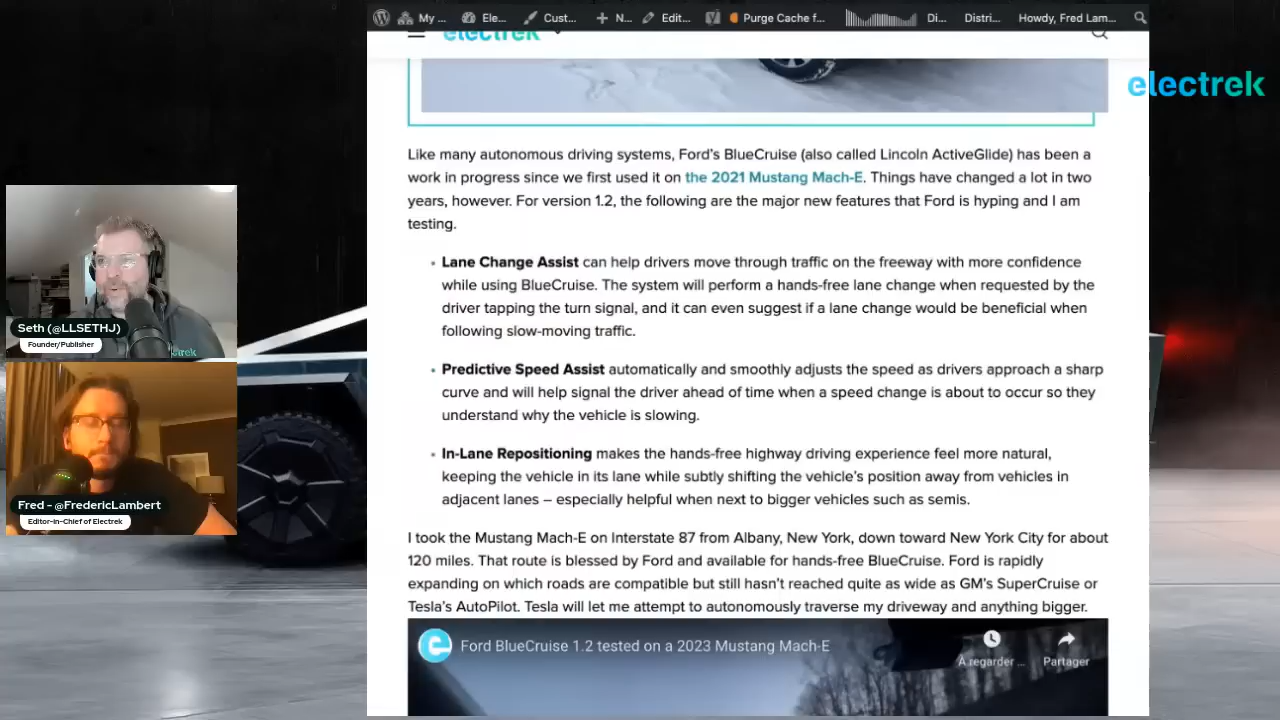 My ...
Ele...
Cust...
N...
Edit...
Purge Cache f...
Di...
Distri...
Howdy, Fred Lam...
electrek
electrek
Like many autonomous driving systems, Ford's BlueCruise (also called Lincoln ActiveGlide) has been a
work in progress since we first used it on the 2021 Mustang Mach-E. Things have changed a lot in two
years, however. For version 1.2, the following are the major new features that Ford is hyping and I am
testing.
Lane Change Assist can help drivers move through traffic on the freeway with more confidence
while using BlueCruise. The system will perform a hands-free lane change when requested by the
driver tapping the turn signal, and it can even suggest if a lane change would be beneficial when
following slow-moving traffic.
Predictive Speed Assist automatically and smoothly adjusts the speed as drivers approach a sharp
curve and will help signal the driver ahead of time when a speed change is about to occur so they
understand why the vehicle is slowing.
In-Lane Repositioning makes the hands-free highway driving experience feel more natural,
keeping the vehicle in its lane while subtly shifting the vehicle's position away from vehicles in
adjacent lanes – especially helpful when next to bigger vehicles such as semis.
I took the Mustang Mach-E on Interstate 87 from Albany, New York, down toward New York City for about
120 miles. That route is blessed by Ford and available for hands-free BlueCruise. Ford is rapidly
expanding on which roads are compatible but still hasn't reached quite as wide as GM's SuperCruise or
Tesla's AutoPilot. Tesla will let me attempt to autonomously traverse my driveway and anything bigger.
Ford BlueCruise 1.2 tested on a 2023 Mustang Mach-E
A regarder ...
Partager
Seth (@LLSETHJ)
Founder/Publisher
trek
Fred - @FredericLambert
Editor-in-Chief of Electrek